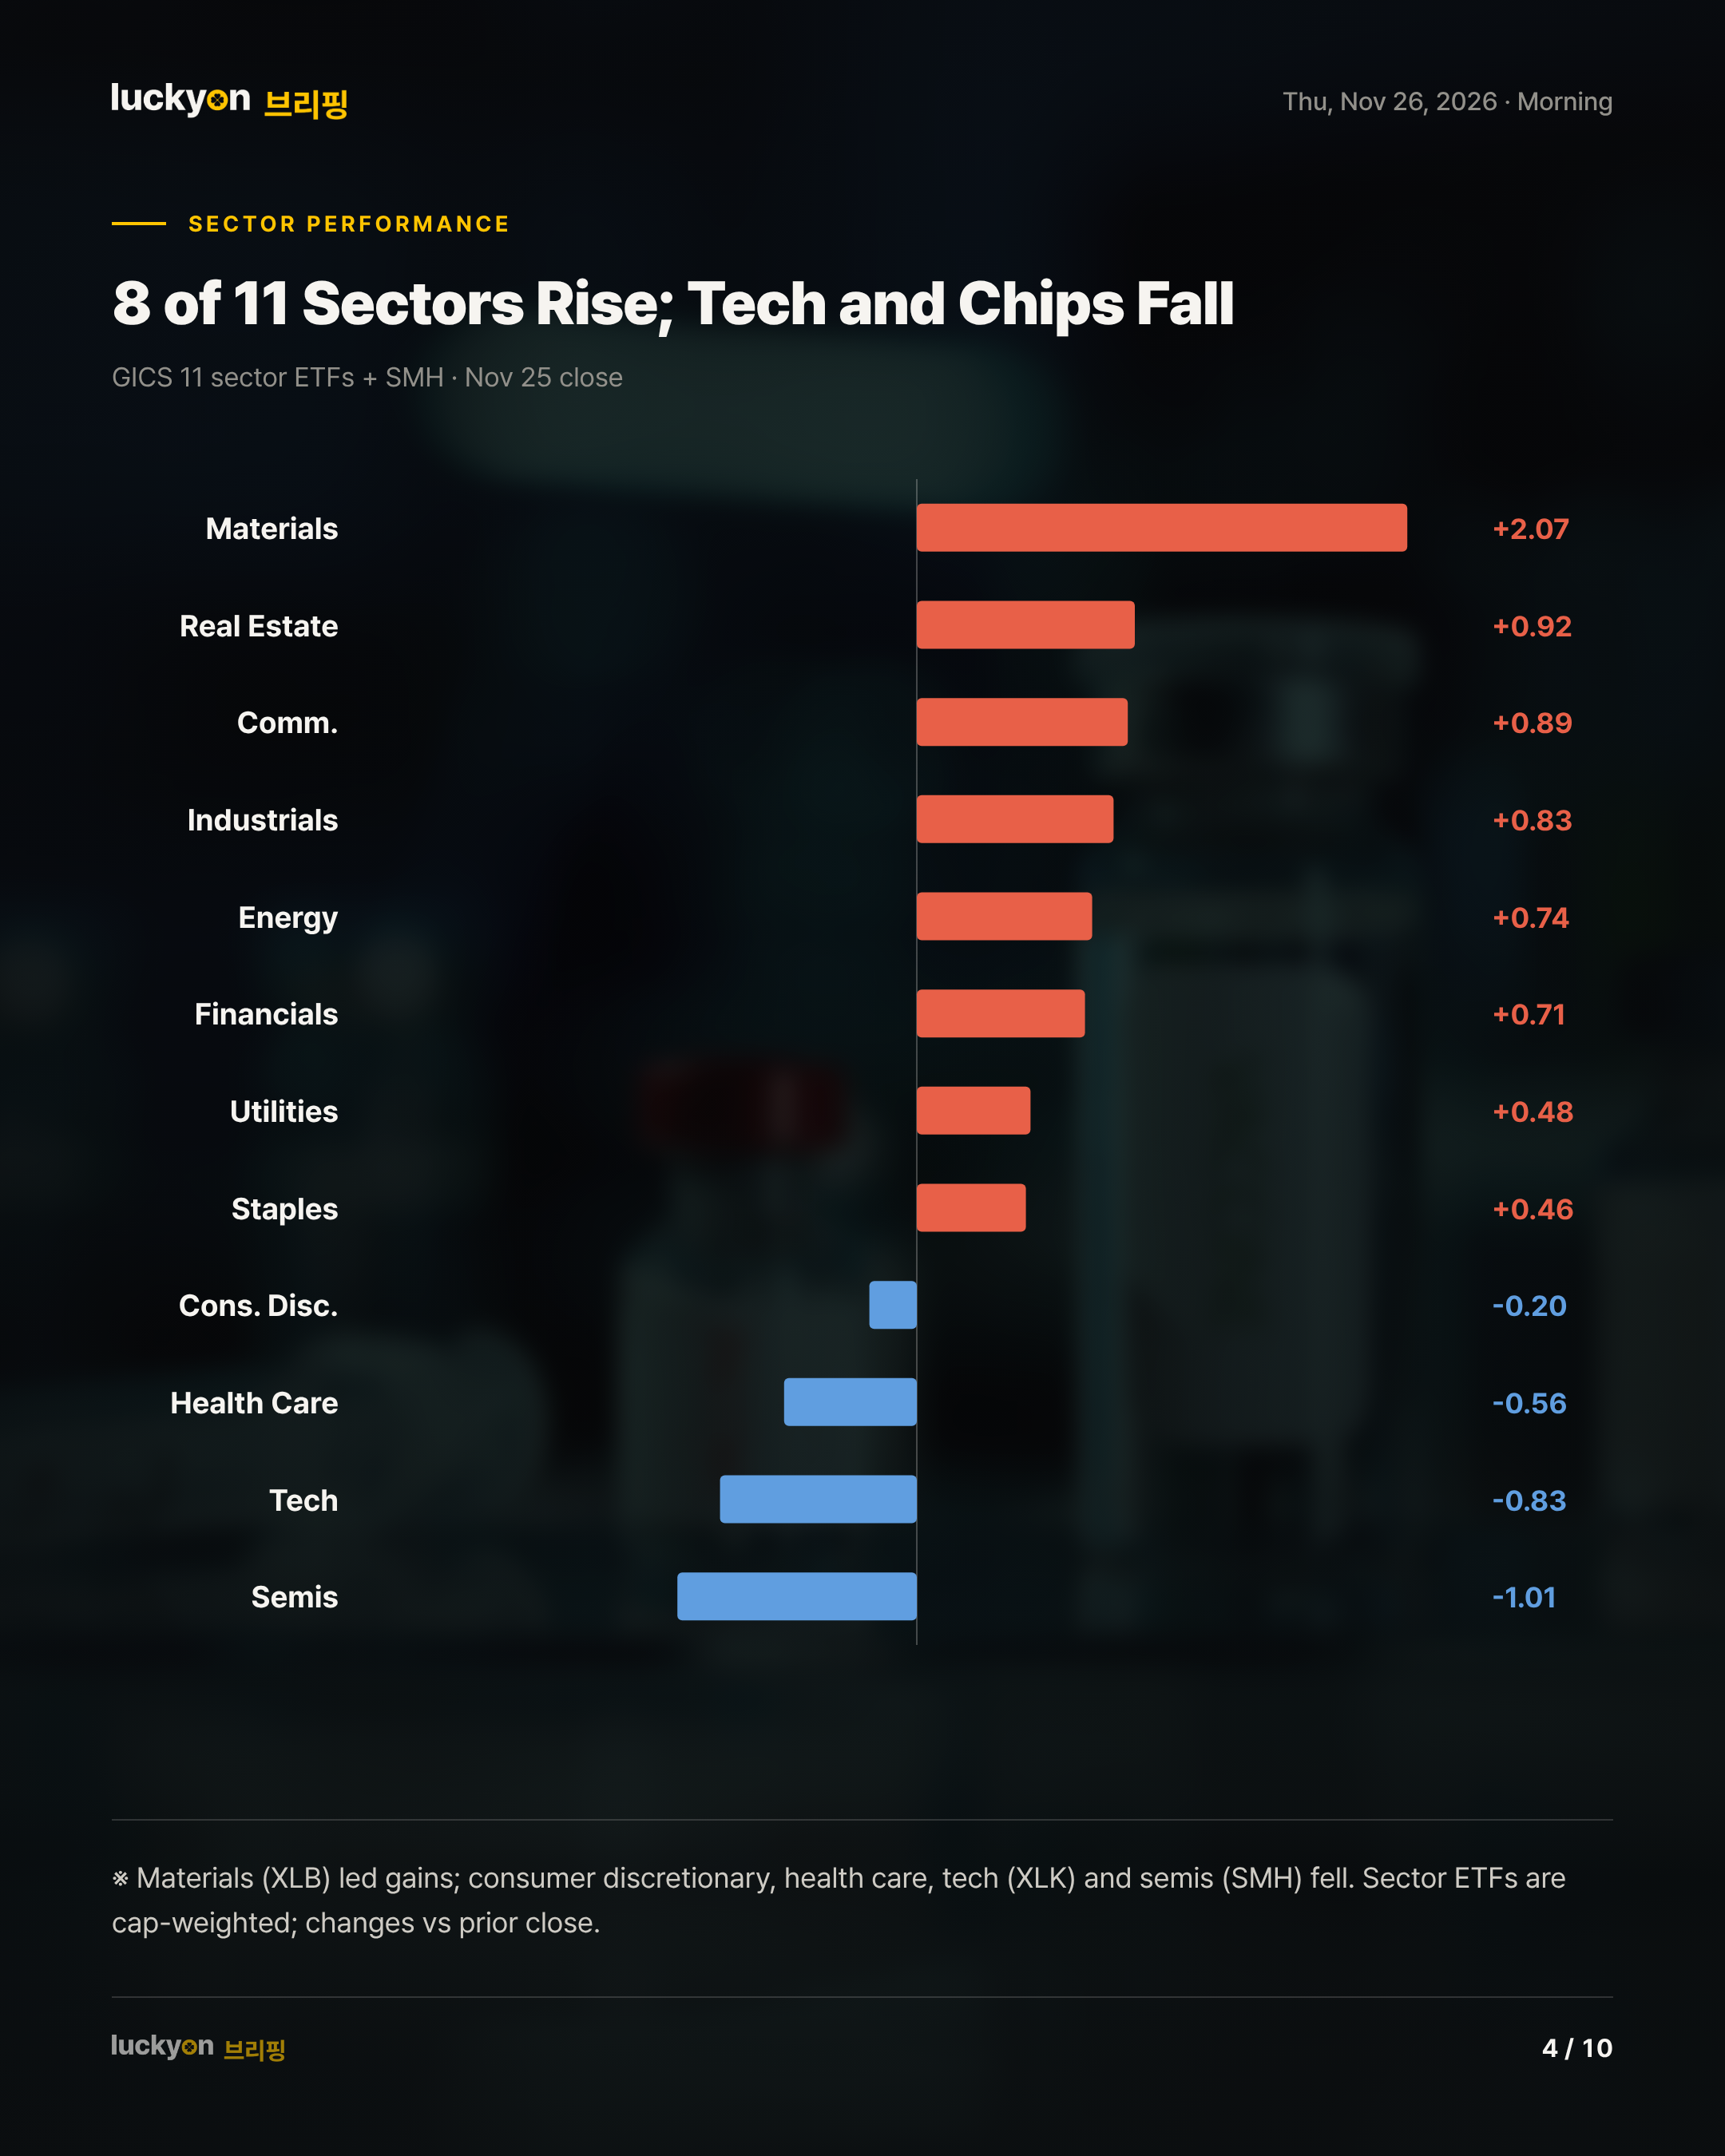 luckyon 브리핑
Thu, Nov 26, 2026 · Morning
SECTOR PERFORMANCE
8 of 11 Sectors Rise; Tech and Chips Fall
GICS 11 sector ETFs + SMH · Nov 25 close
Materials +2.07
Real Estate +0.92
Comm. +0.89
Industrials +0.83
Energy +0.74
Financials +0.71
Utilities +0.48
Staples +0.46
Cons. Disc. -0.20
Health Care -0.56
Tech -0.83
Semis -1.01
※ Materials (XLB) led gains; consumer discretionary, health care, tech (XLK) and semis (SMH) fell. Sector ETFs are
cap-weighted; changes vs prior close.
luckyon 브리핑
4 / 10